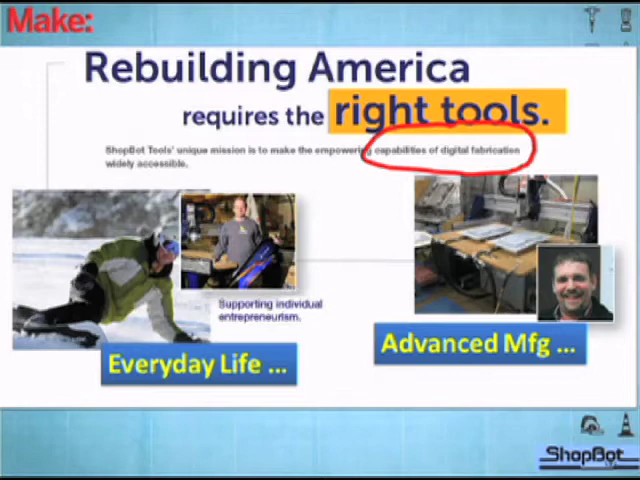 Make:
Rebuilding America
requires the right tools.
ShopBot Tools' unique mission is to make the empowering capabilities of digital fabrication
widely accessible.
Supporting individual
entrepreneurism.
Everyday Life ...
Advanced Mfg ...
ShopBot